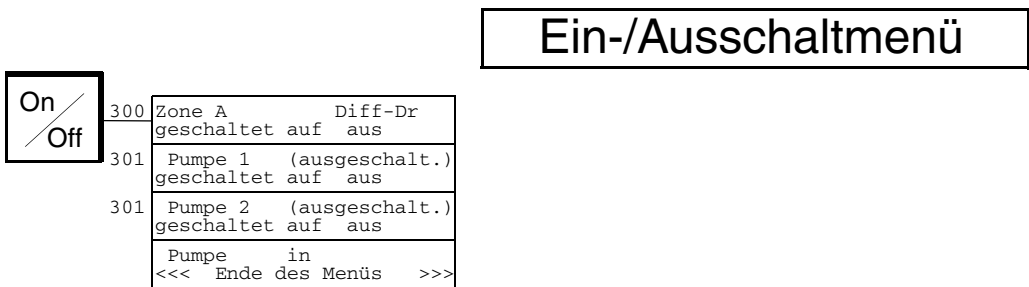 Ein-/Ausschaltmenü
On
Off
300 Zone A Diff-Dr
geschaltet auf aus
301 Pumpe 1 (ausgeschalt.)
geschaltet auf aus
301 Pumpe 2 (ausgeschalt.)
geschaltet auf aus
Pumpe in
<<< Ende des Menüs >>>